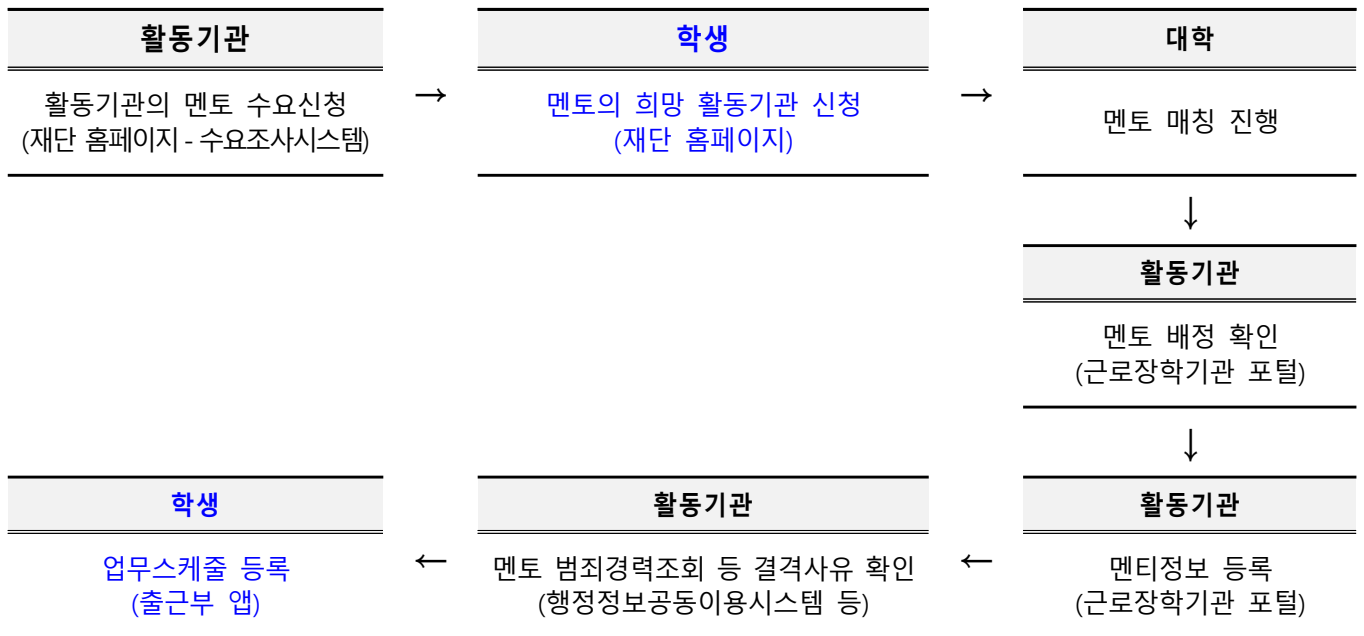 활동기관
활동기관의 멘토 수요신청
(재단 홈페이지 - 수요조사시스템)
→
학생
멘토의 희망 활동기관 신청
(재단 홈페이지)
→
대학
멘토 매칭 진행
↓
활동기관
멘토 배정 확인
(근로장학기관 포털)
↓
활동기관
멘티정보 등록
(근로장학기관 포털)
←
활동기관
멘토 범죄경력조회 등 결격사유 확인
(행정정보공동이용시스템 등)
←
학생
업무스케줄 등록
(출근부 앱)